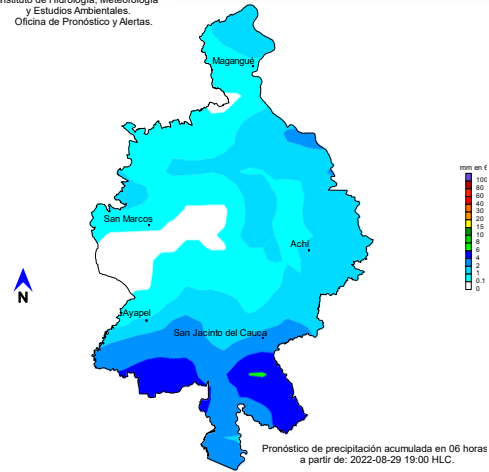 Instituto de Hidrología, Meteorología
y Estudios Ambientales.
Oficina de Pronóstico y Alertas.
Magangué
San Marcos
Achí
Ayapel
San Jacinto del Cauca
N
mm en 6
100
80
60
40
30
20
15
10
8
6
4
2
1
0.1
0
Pronóstico de precipitación acumulada en 06 horas
a partir de: 2022-08-29 19:00 HLC.